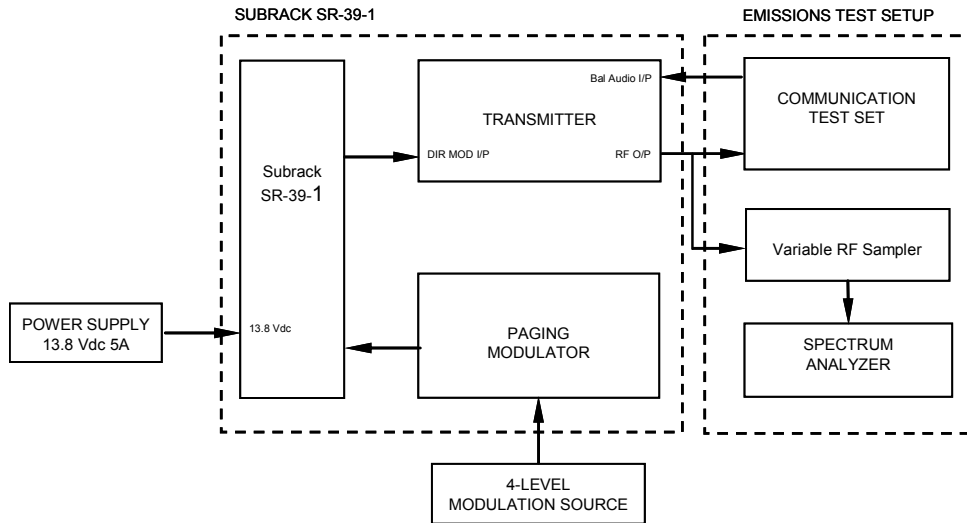 SUBRACK SR-39-1
EMISSIONS TEST SETUP
Bal Audio I/P
TRANSMITTER
DIR MOD I/P
RF O/P
COMMUNICATION
TEST SET
Subrack
SR-39-1
Variable RF Sampler
POWER SUPPLY
13.8 Vdc 5A
13.8 Vdc
PAGING
MODULATOR
SPECTRUM
ANALYZER
4-LEVEL
MODULATION SOURCE